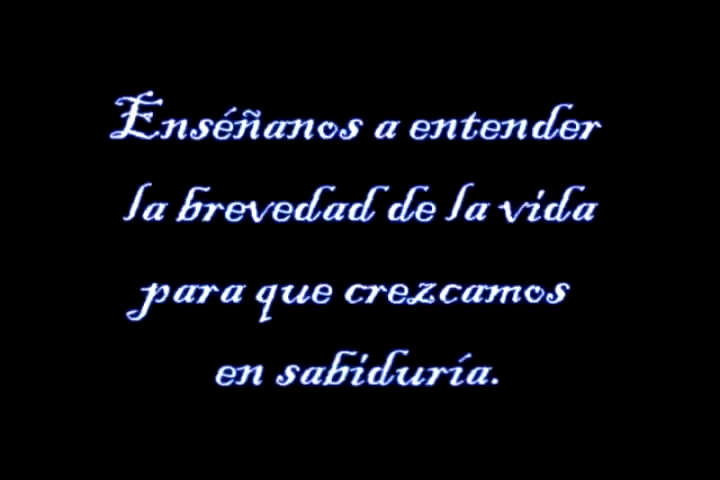 Enséñanos a entender
la brevedad de la vida
para que crezcamos
en sabiduría.